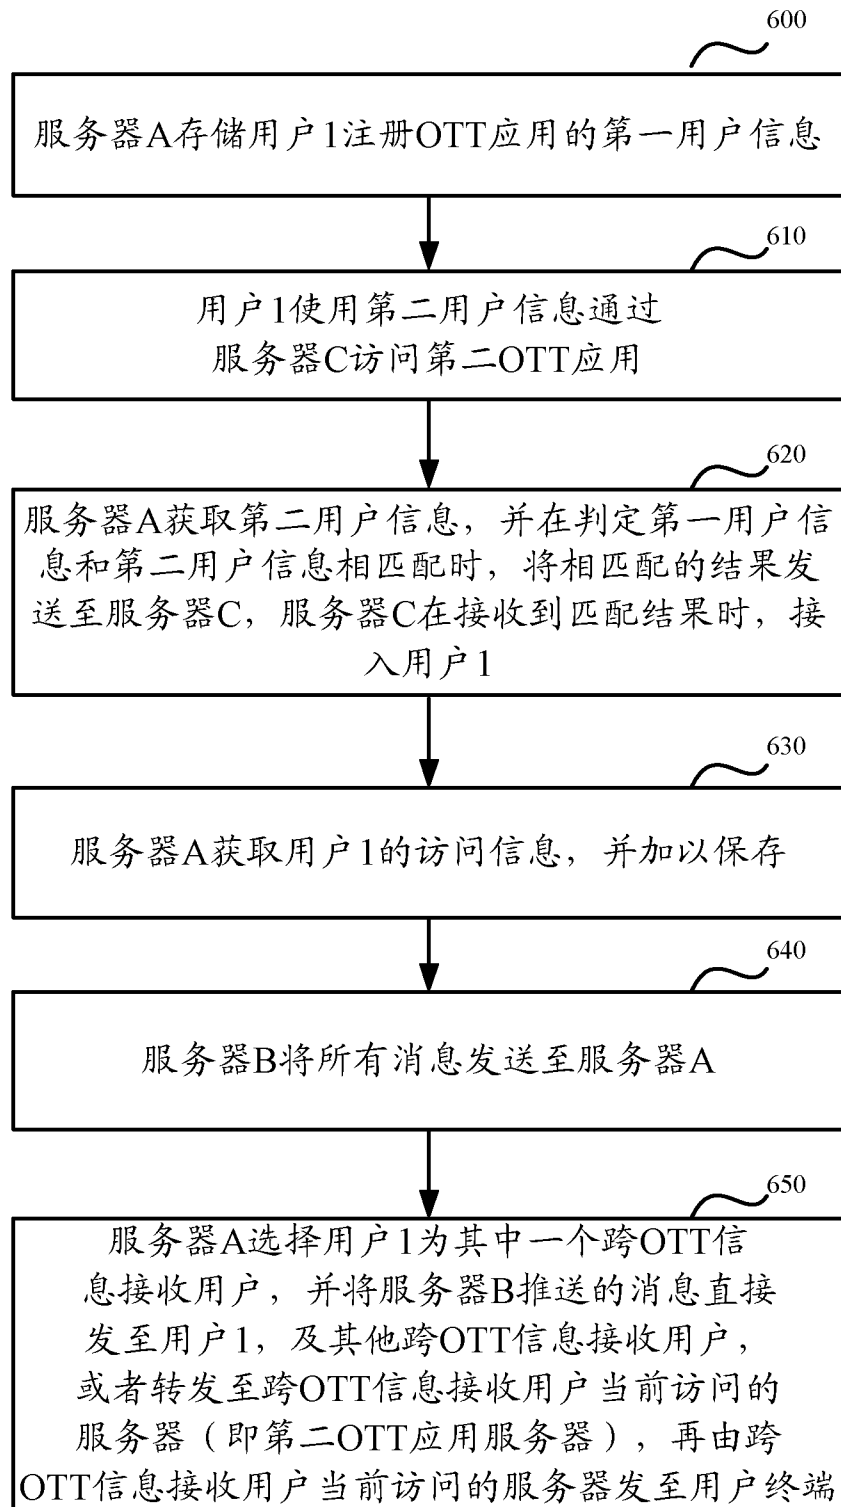 600
服务器A存储用户1注册OTT应用的第一用户信息
610
用户1使用第二用户信息通过
服务器C访问第二OTT应用
620
服务器A获取第二用户信息，并在判定第一用户信
息和第二用户信息相匹配时，将相匹配的结果发
送至服务器C，服务器C在接收到匹配结果时，接
入用户1
630
服务器A获取用户1的访问信息，并加以保存
640
服务器B将所有消息发送至服务器A
650
服务器A选择用户1为其中一个跨OTT信
息接收用户，并将服务器B推送的消息直接
发至用户1，及其他跨OTT信息接收用户，
或者转发至跨OTT信息接收用户当前访问的
服务器（即第二OTT应用服务器），再由跨
OTT信息接收用户当前访问的服务器发至用户终端